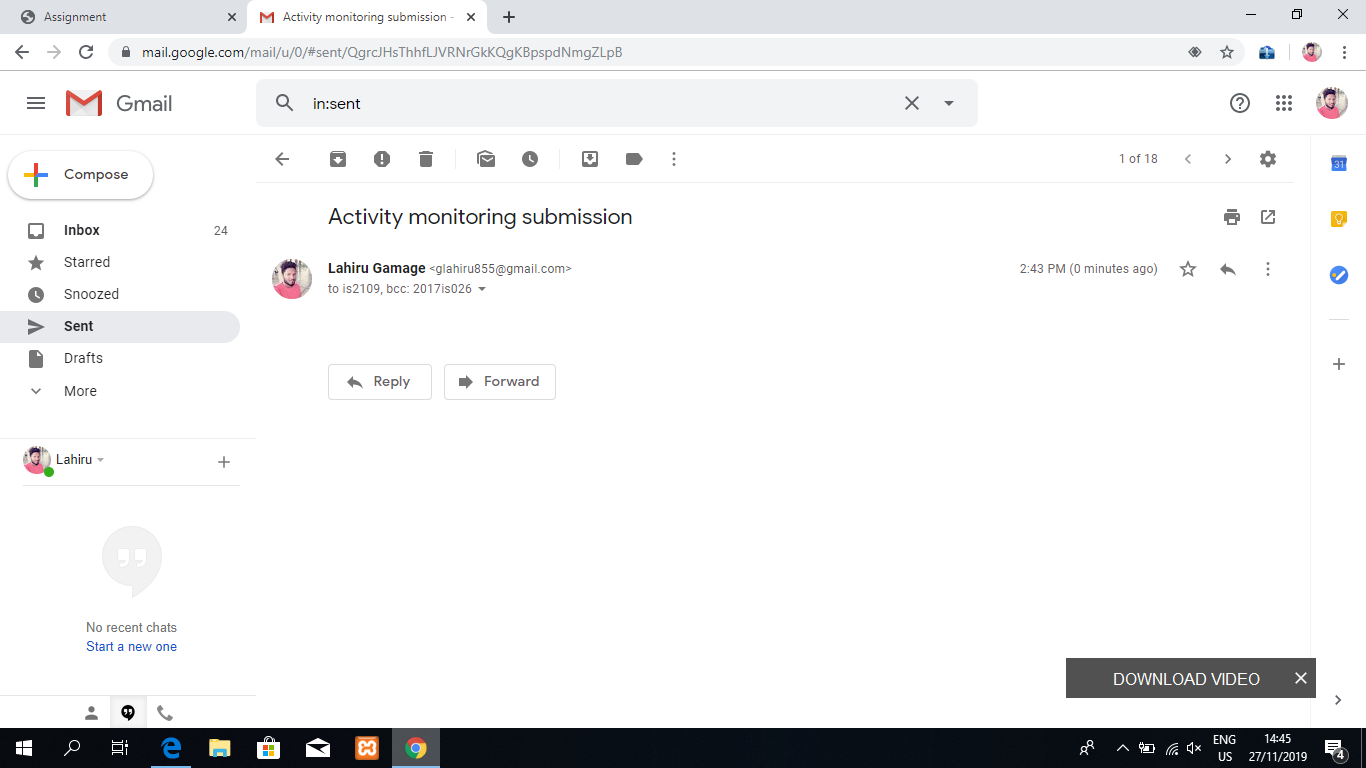 Assignment
Activity monitoring submission -
mail.google.com/mail/u/0/#sent/QgrcJHsThhfLJVRNrGkKQgKBpspdNmgZLpB
Gmail
in:sent
Compose
1 of 18
31
Activity monitoring submission
Inbox 24
Starred
Snoozed
Sent
Drafts
More
Lahiru Gamage <glahiru855@gmail.com>
2:43 PM (0 minutes ago)
to is2109, bcc: 2017is026
Reply
Forward
Lahiru
No recent chats
Start a new one
DOWNLOAD VIDEO
ENG
US
14:45
27/11/2019
4